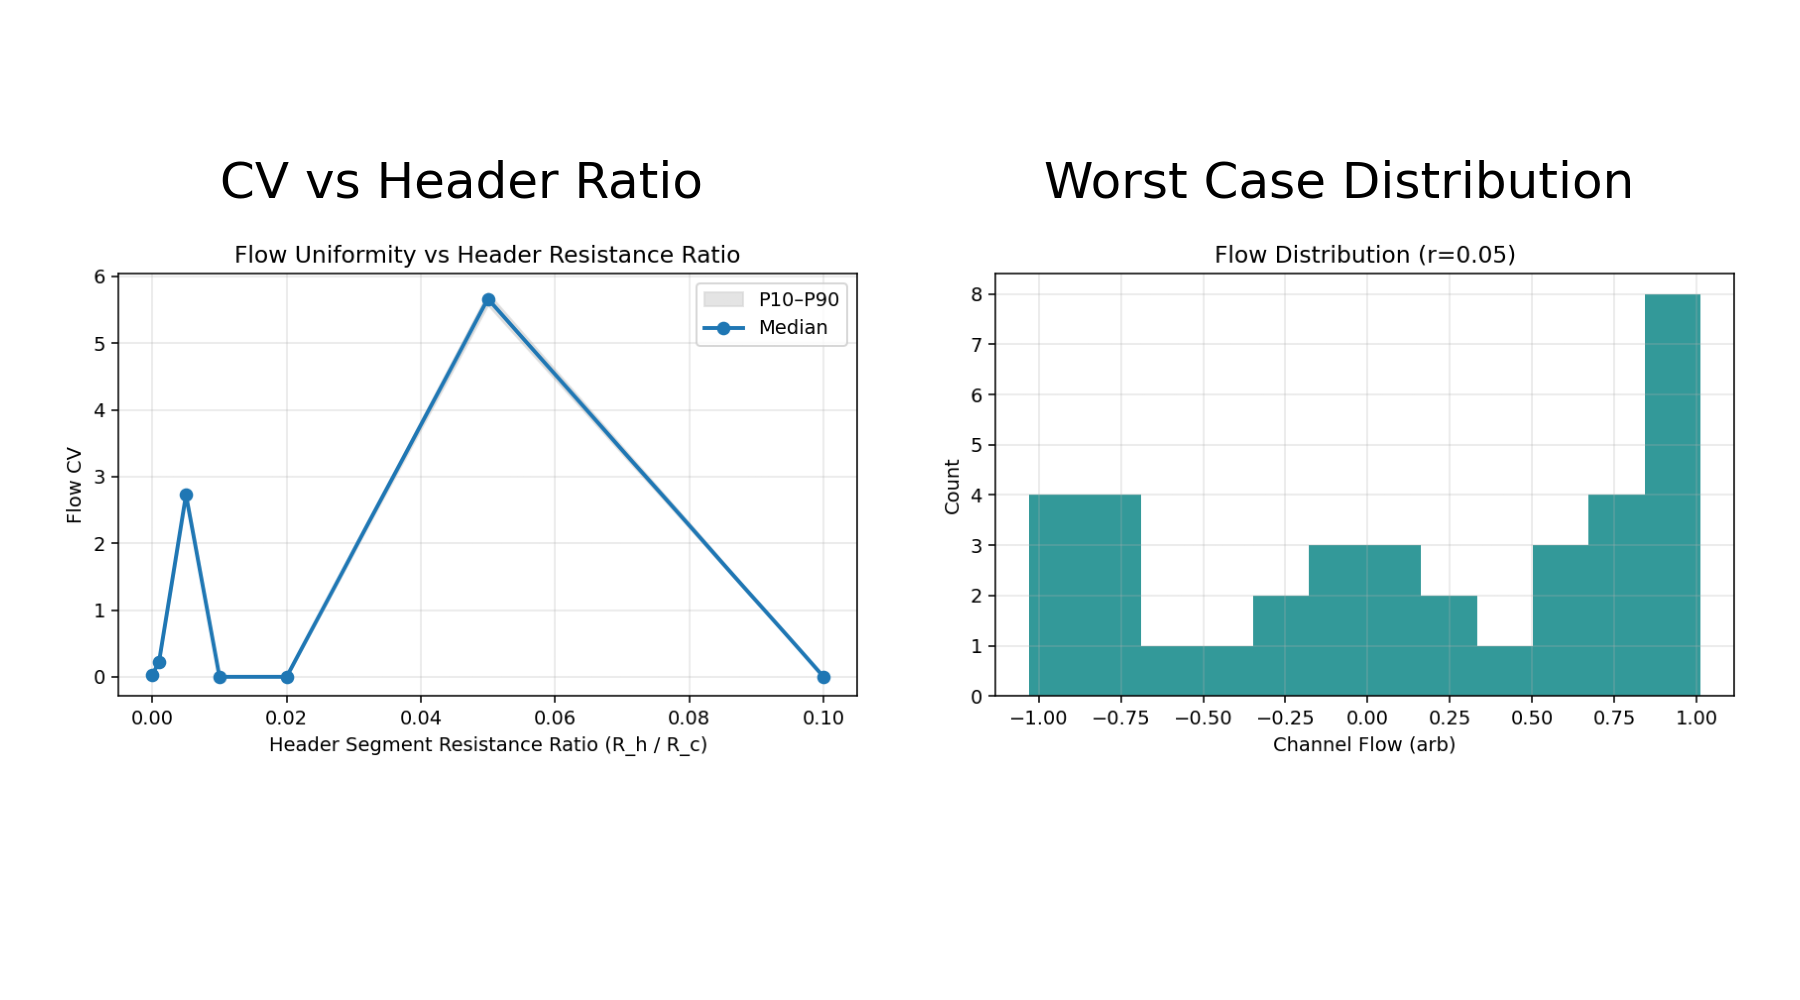 CV vs Header Ratio
Flow Uniformity vs Header Resistance Ratio
6
5
4
3
2
1
0
Flow CV
P10–P90
Median
0.00 0.02 0.04 0.06 0.08 0.10
Header Segment Resistance Ratio (R_h / R_c)
Worst Case Distribution
Flow Distribution (r=0.05)
8
7
6
5
4
3
2
1
0
Count
−1.00 −0.75 −0.50 −0.25 0.00 0.25 0.50 0.75 1.00
Channel Flow (arb)